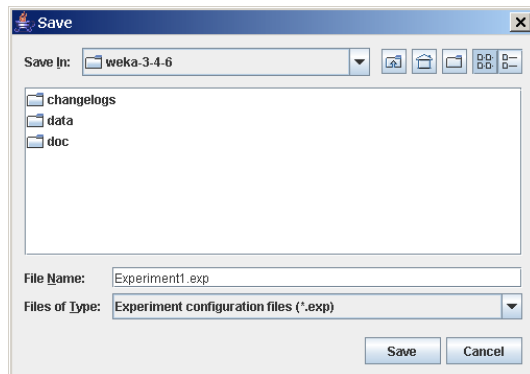 Save
Save In: weka-3-4-6
changelogs
data
doc
File Name: Experiment1.exp
Files of Type: Experiment configuration files (*.exp)
Save Cancel